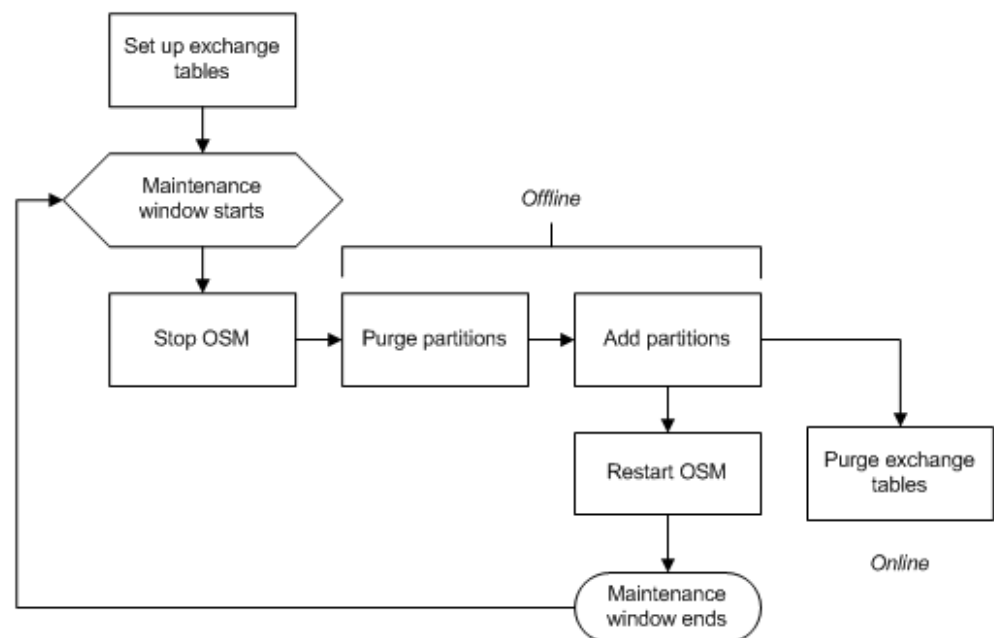 Set up exchange
tables
Maintenance
window starts
Offline
Stop OSM
Purge partitions
Add partitions
Restart OSM
Purge exchange
tables
Online
Maintenance
window ends